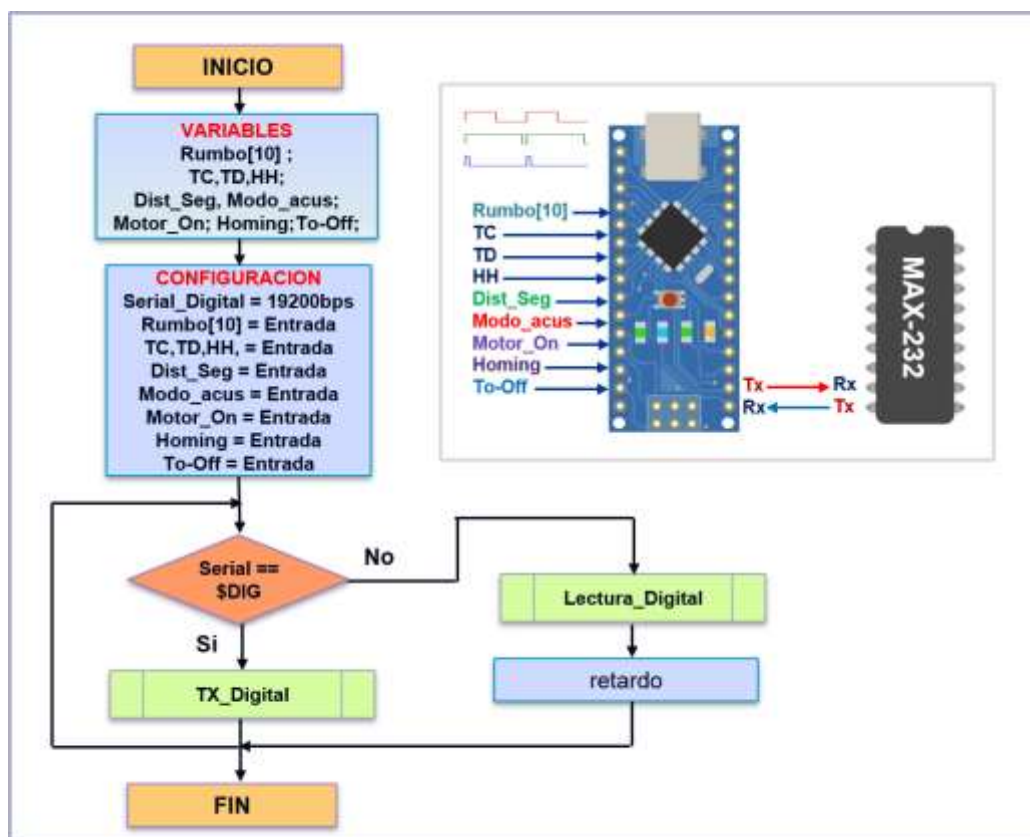 INICIO
VARIABLES
Rumbo[10] ;
TC,TD,HH;
Dist_Seg, Modo_acus;
Motor_On; Homing;To-Off;
CONFIGURACION
Serial_Digital = 19200bps
Rumbo[10] = Entrada
TC,TD,HH, = Entrada
Dist_Seg = Entrada
Modo_acus = Entrada
Motor_On = Entrada
Homing = Entrada
To-Off = Entrada
Serial ==
$DIG
No
Si
Lectura_Digital
retardo
TX_Digital
FIN
Rumbo[10]
TC
TD
HH
Dist_Seg
Modo_acus
Motor_On
Homing
To-Off
Tx Rx
Rx Tx
MAX-232